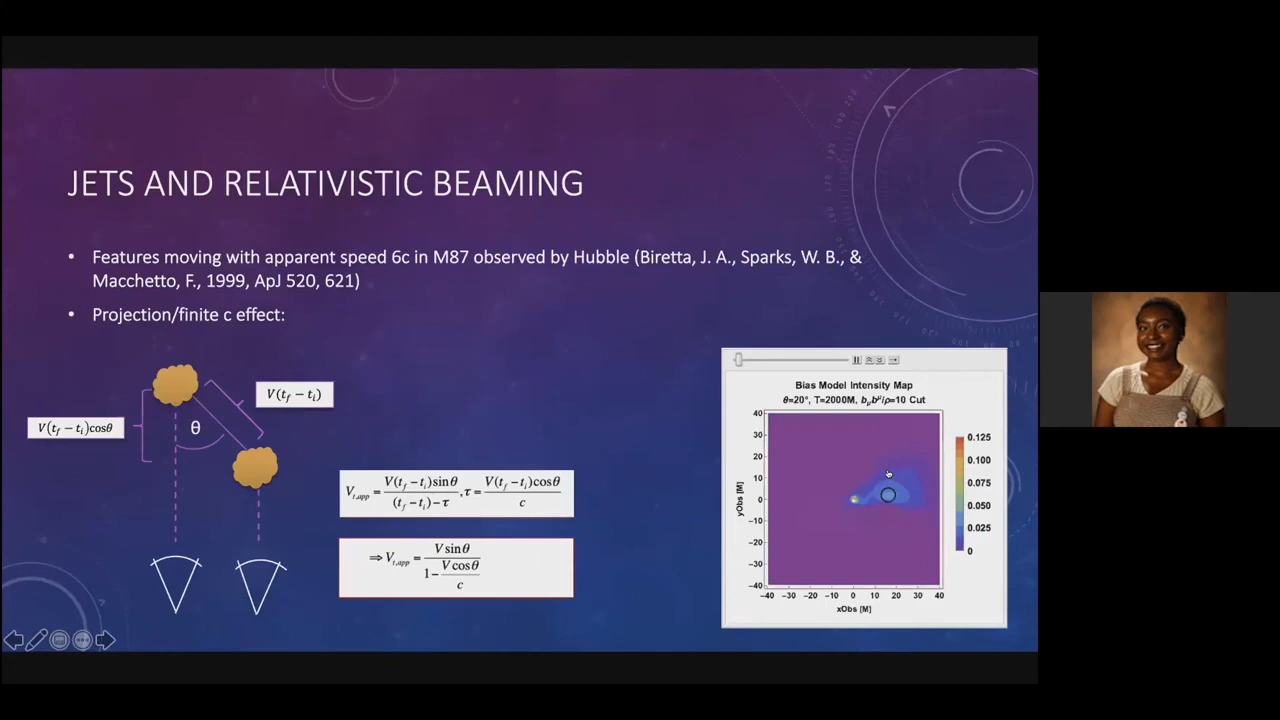 JETS AND RELATIVISTIC BEAMING
• Features moving with apparent speed 6c in M87 observed by Hubble (Biretta, J. A., Sparks, W. B., &
Macchetto, F., 1999, ApJ 520, 621)
• Projection/finite c effect:
V(t_f − t_i)
V(t_f − t_i)cosθ
θ
V_{t,app} = V(t_f − t_i)sinθ / (t_f − t_i) − τ , τ = V(t_f − t_i)cosθ / c
⇒ V_{t,app} = V sinθ / 1 − V cosθ / c
Bias Model Intensity Map
θ=20°, T=2000M, b_μb^μ/ρ=10 Cut
yObs [M]
40
30
20
10
0
−10
−20
−30
−40
−40 −30 −20 −10 0 10 20 30 40
xObs [M]
0.125
0.100
0.075
0.050
0.025
0